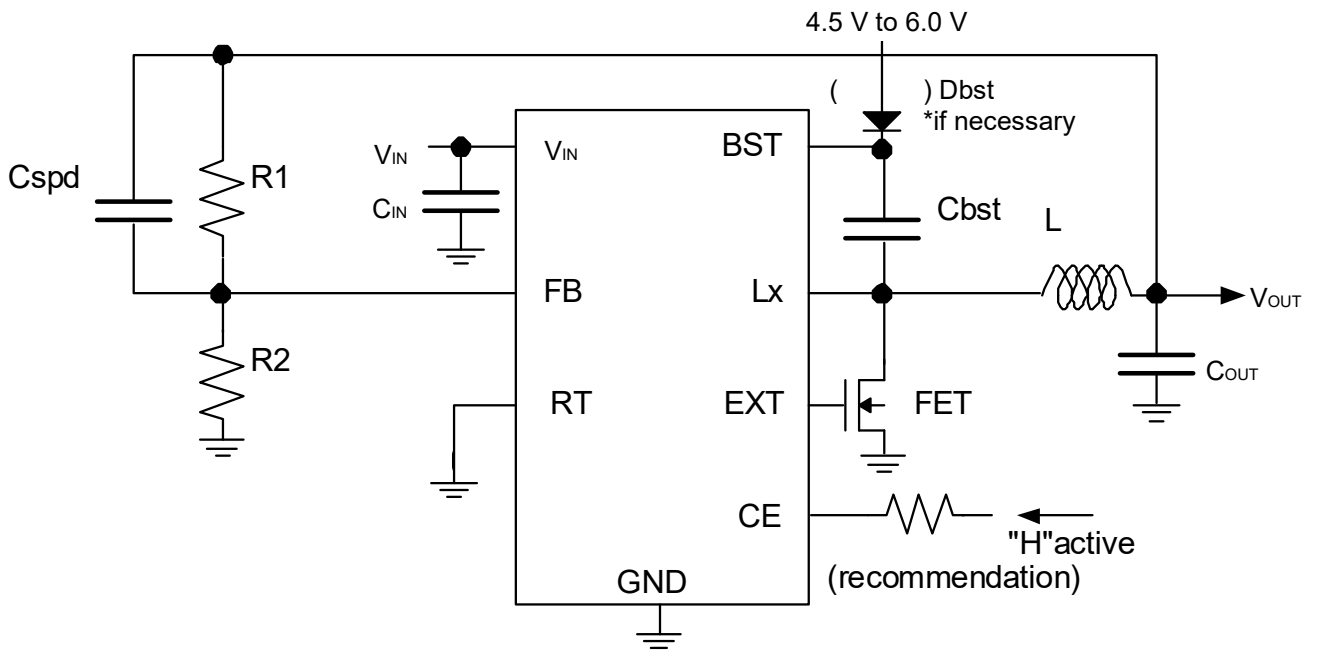 4.5 V to 6.0 V
( ) Dbst
*if necessary
Cspd
R1
VIN
CIN
VIN
BST
Cbst
L
FB
Lx
VOUT
R2
COUT
RT
EXT
FET
CE
"H"active
(recommendation)
GND